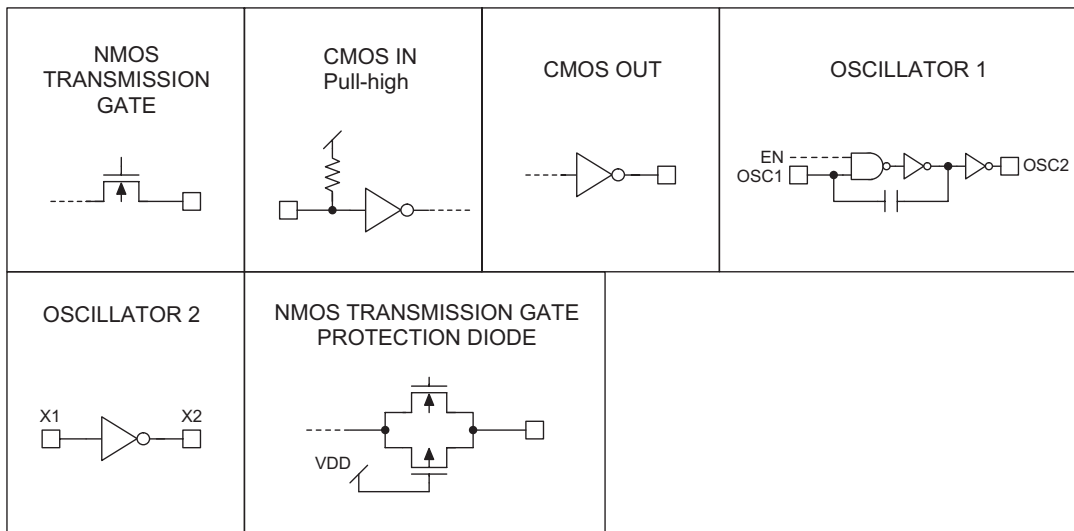 NMOS
TRANSMISSION
GATE
CMOS IN
Pull-high
CMOS OUT
OSCILLATOR 1
EN
OSC1
OSC2
OSCILLATOR 2
X1
X2
NMOS TRANSMISSION GATE
PROTECTION DIODE
VDD